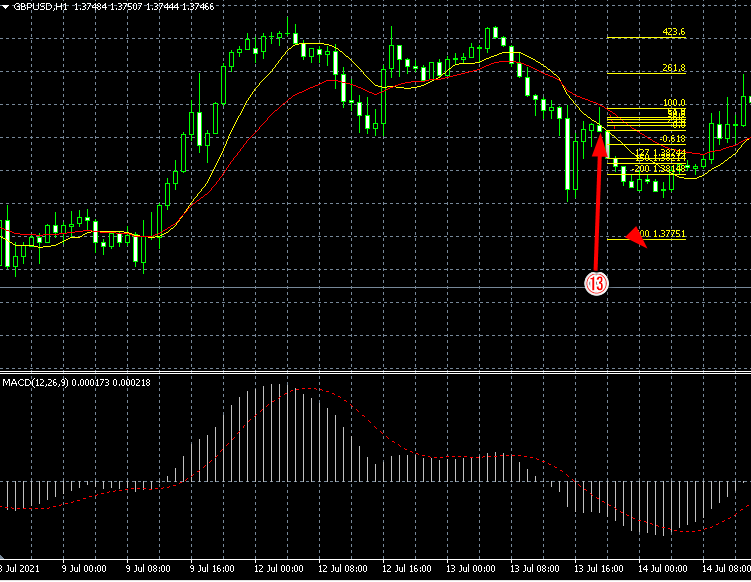 GBPUSD,H1 1.37484 1.37507 1.37444 1.37466
423.6
261.8
100.0
-0.618
127 1.38244
-200 1.38148
00 1.37751
13
MACD(12,26,9) 0.000173 0.000218
8 Jul 2021
9 Jul 00:00
9 Jul 08:00
9 Jul 16:00
12 Jul 00:00
12 Jul 08:00
12 Jul 16:00
13 Jul 00:00
13 Jul 08:00
13 Jul 16:00
14 Jul 00:00
14 Jul 08:00